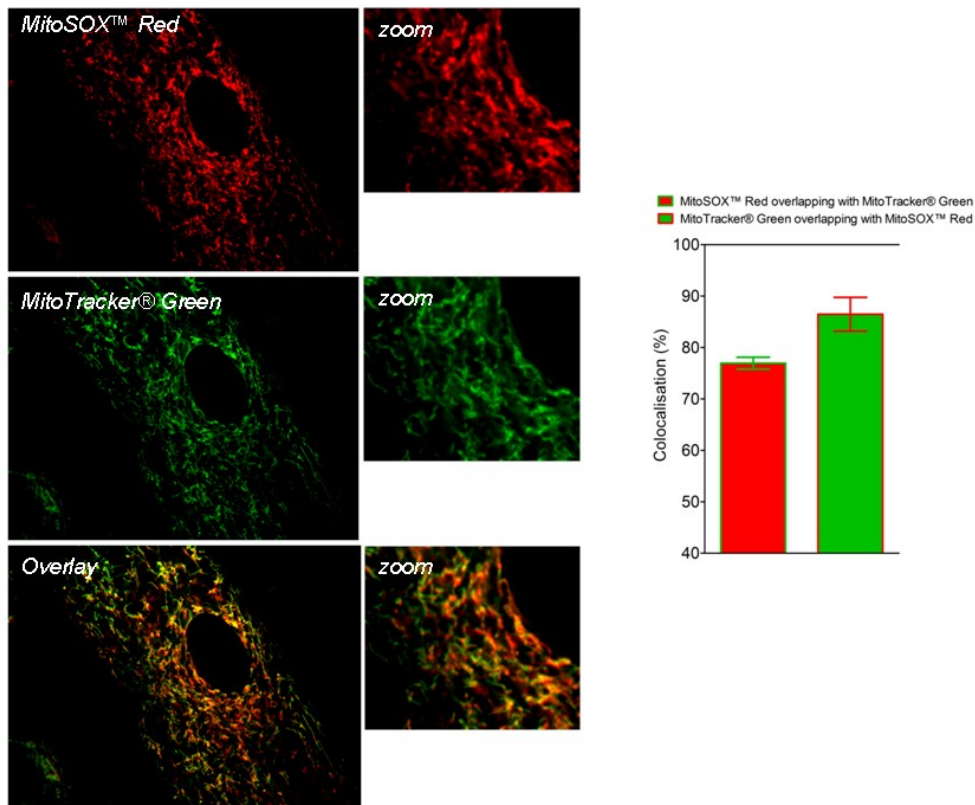 MitoSOX™ Red
zoom
MitoTracker® Green
zoom
Overlay
zoom
MitoSOX™ Red overlapping with MitoTracker® Green
MitoTracker® Green overlapping with MitoSOX™ Red
Colocalisation (%)
100
90
80
70
60
50
40